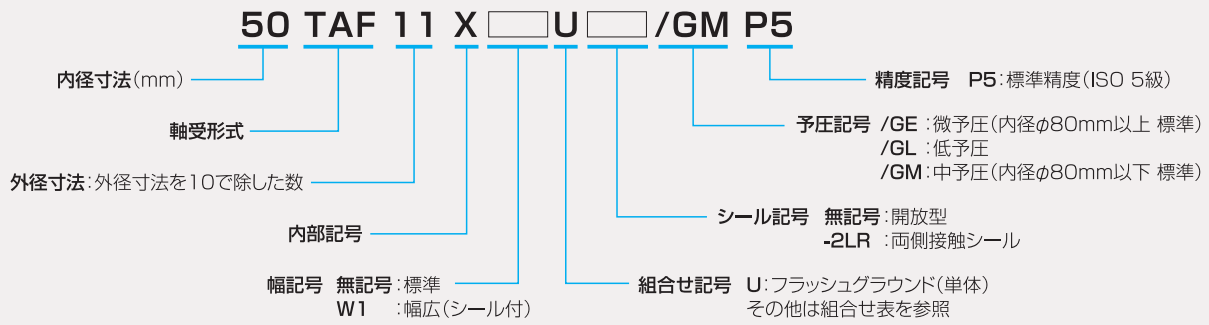 50 TAF 11 X U /GM P5
内径寸法(mm)
精度記号 P5:標準精度(ISO 5級)
軸受形式
予圧記号 /GE:微予圧(内径φ80mm以上 標準)
/GL:低予圧
/GM:中予圧(内径φ80mm以下 標準)
外径寸法:外径寸法を10で除した数
シール記号 無記号:開放型
-2LR:両側接触シール
内部記号
幅記号 無記号:標準
W1:幅広(シール付)
組合せ記号 U:フラッシュグラウンド(単体)
その他は組合せ表を参照